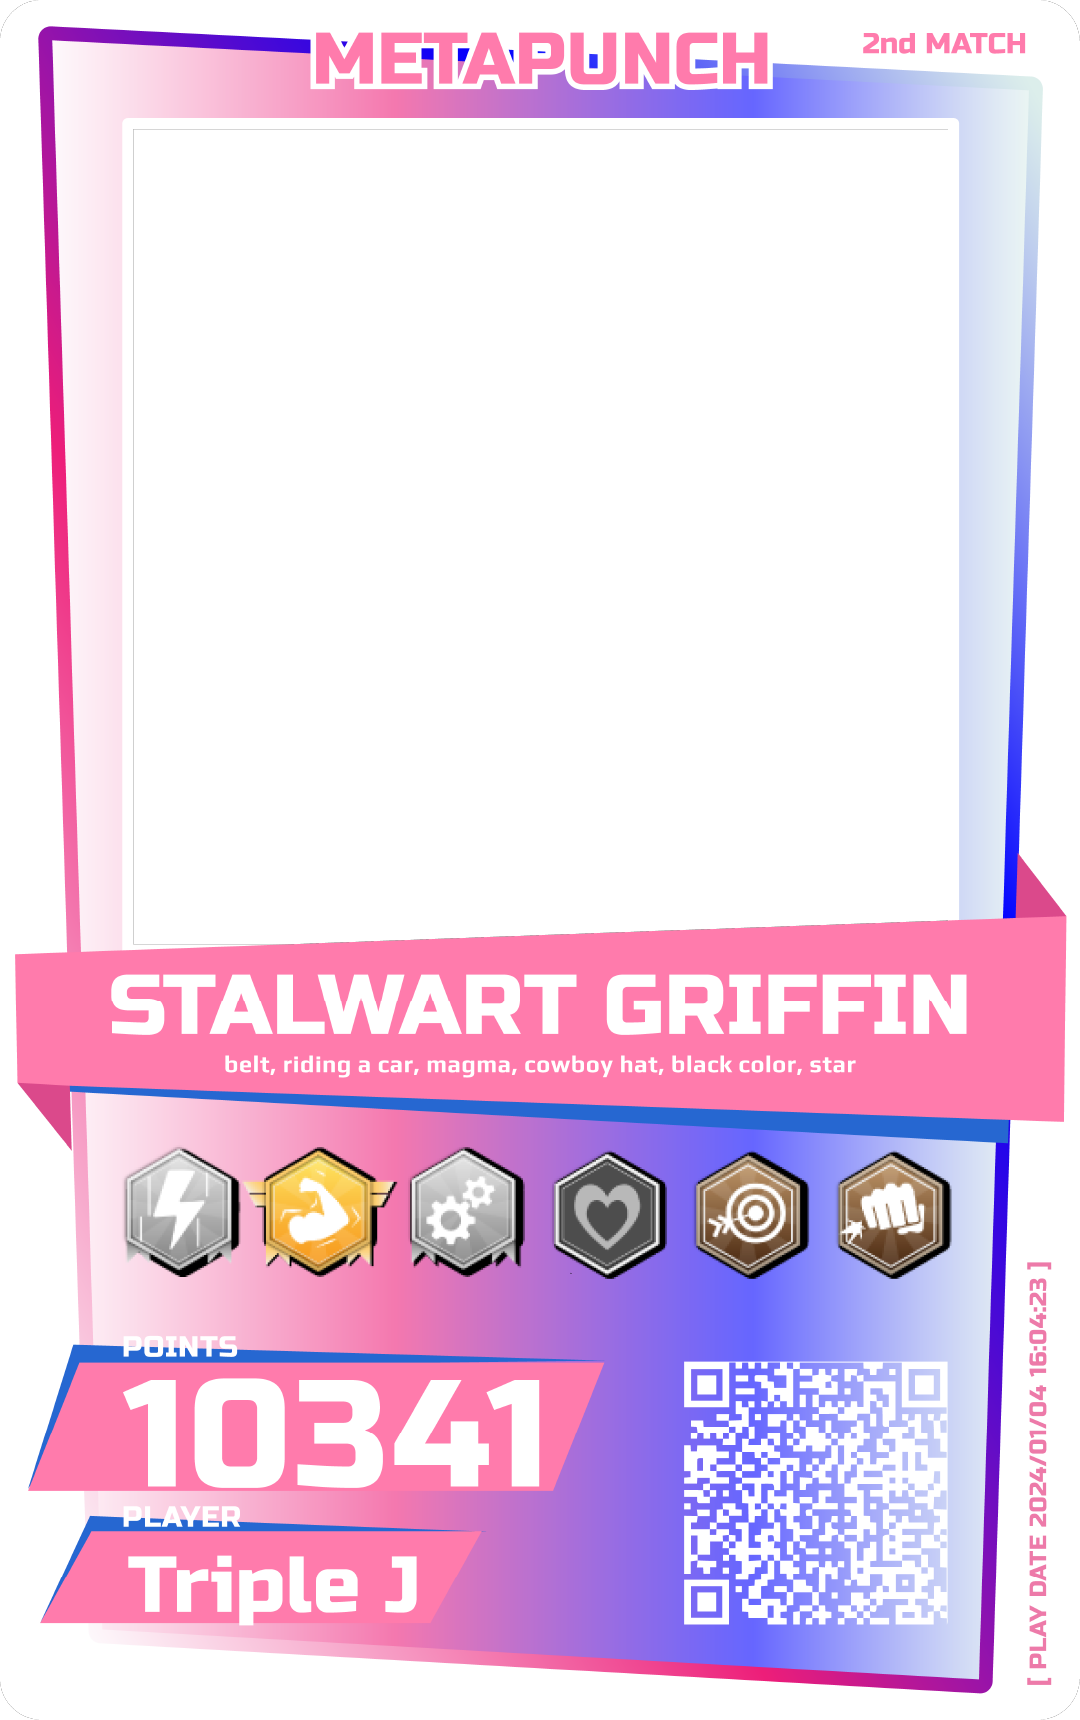 METAPUNCH
2nd MATCH
STALWART GRIFFIN
belt, riding a car, magma, cowboy hat, black color, star
POINTS
10341
PLAYER
Triple J
[ PLAY DATE 2024/01/04 16:04:23 ]